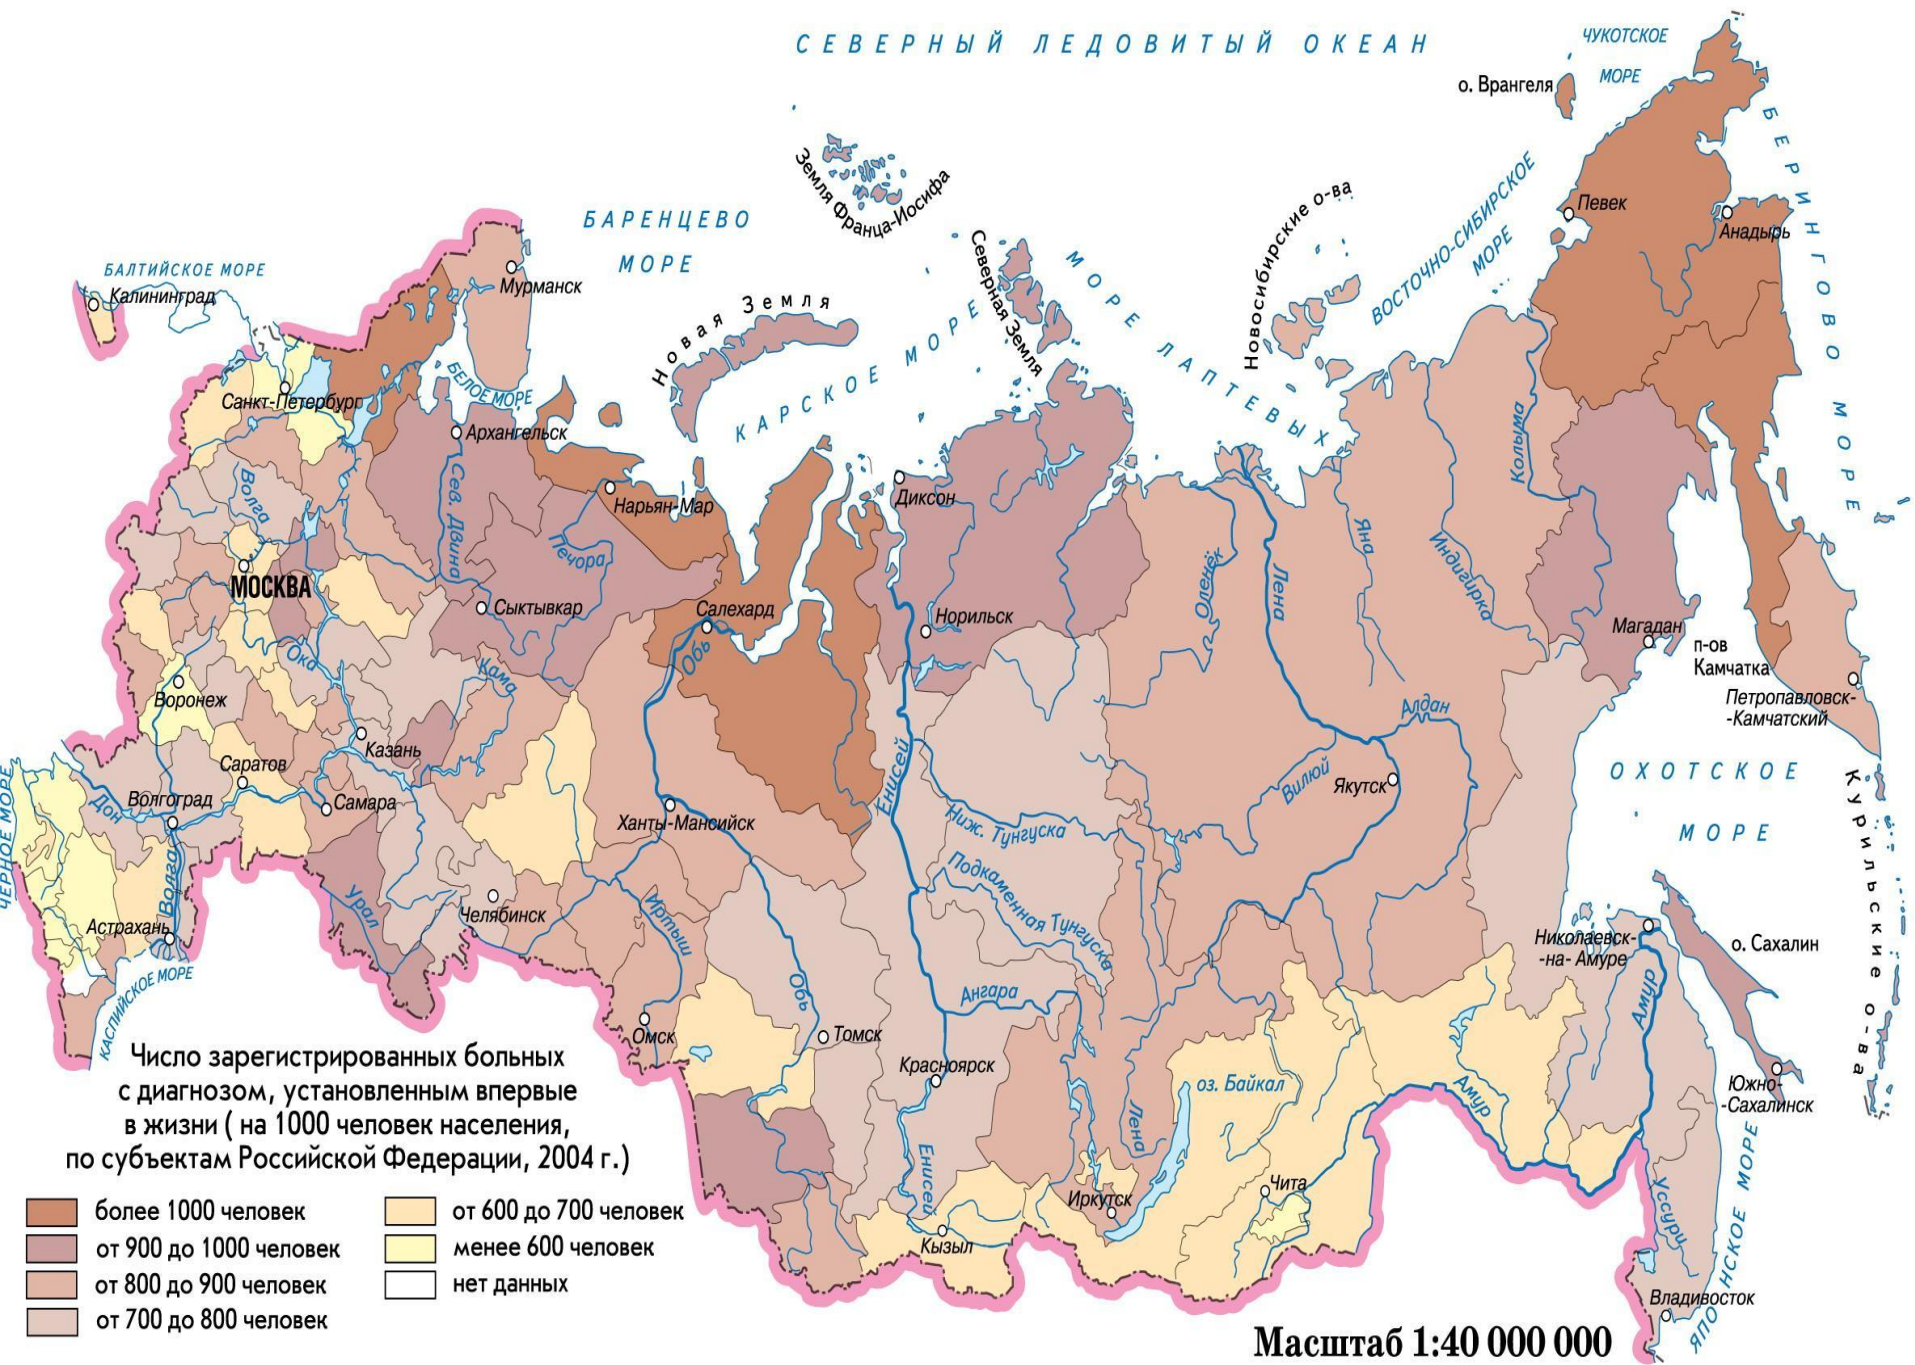 СЕВЕРНЫЙ ЛЕДОВИТЫЙ ОКЕАН
ЧУКОТСКОЕ
МОРЕ
о. Врангеля
БЕРИНГОВО МОРЕ
Земля Франца-Иосифа
Новосибирские о-ва
ВОСТОЧНО-СИБИРСКОЕ
МОРЕ
Певек
Анадырь
БАРЕНЦЕВО
МОРЕ
Северная Земля
МОРЕ ЛАПТЕВЫХ
БАЛТИЙСКОЕ МОРЕ
Калининград
Мурманск
Новая Земля
КАРСКОЕ МОРЕ
БЕЛОЕ МОРЕ
Санкт-Петербург
Архангельск
Колыма
Волга
Сев. Двина
Нарьян-Мар
Диксон
Печора
Оленёк
Лена
Яна
Индигирка
МОСКВА
Сыктывкар
Салехард
Норильск
Магадан
п-ов
Камчатка
Ока
Кама
Обь
Воронеж
Алдан
Петропавловск-
-Камчатский
Казань
Саратов
Енисей
Вилюй
Якутск
ОХОТСКОЕ
МОРЕ
Курильские о-ва
ЧЕРНОЕ МОРЕ
Дон
Волгоград
Самара
Ханты-Мансийск
Ниж. Тунгуска
Подкаменная Тунгуска
Волга
Урал
Челябинск
Иртыш
Астрахань
Николаевск-
-на- Амуре
о. Сахалин
КАСПИЙСКОЕ МОРЕ
Обь
Ангара
Амур
Омск
Томск
Красноярск
оз. Байкал
Лена
Амур
Южно-
-Сахалинск
Енисей
Иркутск
Чита
Кызыл
Уссури
Владивосток
ЯПОНСКОЕ МОРЕ
Число зарегистрированных больных
с диагнозом, установленным впервые
в жизни ( на 1000 человек населения,
по субъектам Российской Федерации, 2004 г.)
более 1000 человек
от 900 до 1000 человек
от 800 до 900 человек
от 700 до 800 человек
от 600 до 700 человек
менее 600 человек
нет данных
Масштаб 1:40 000 000